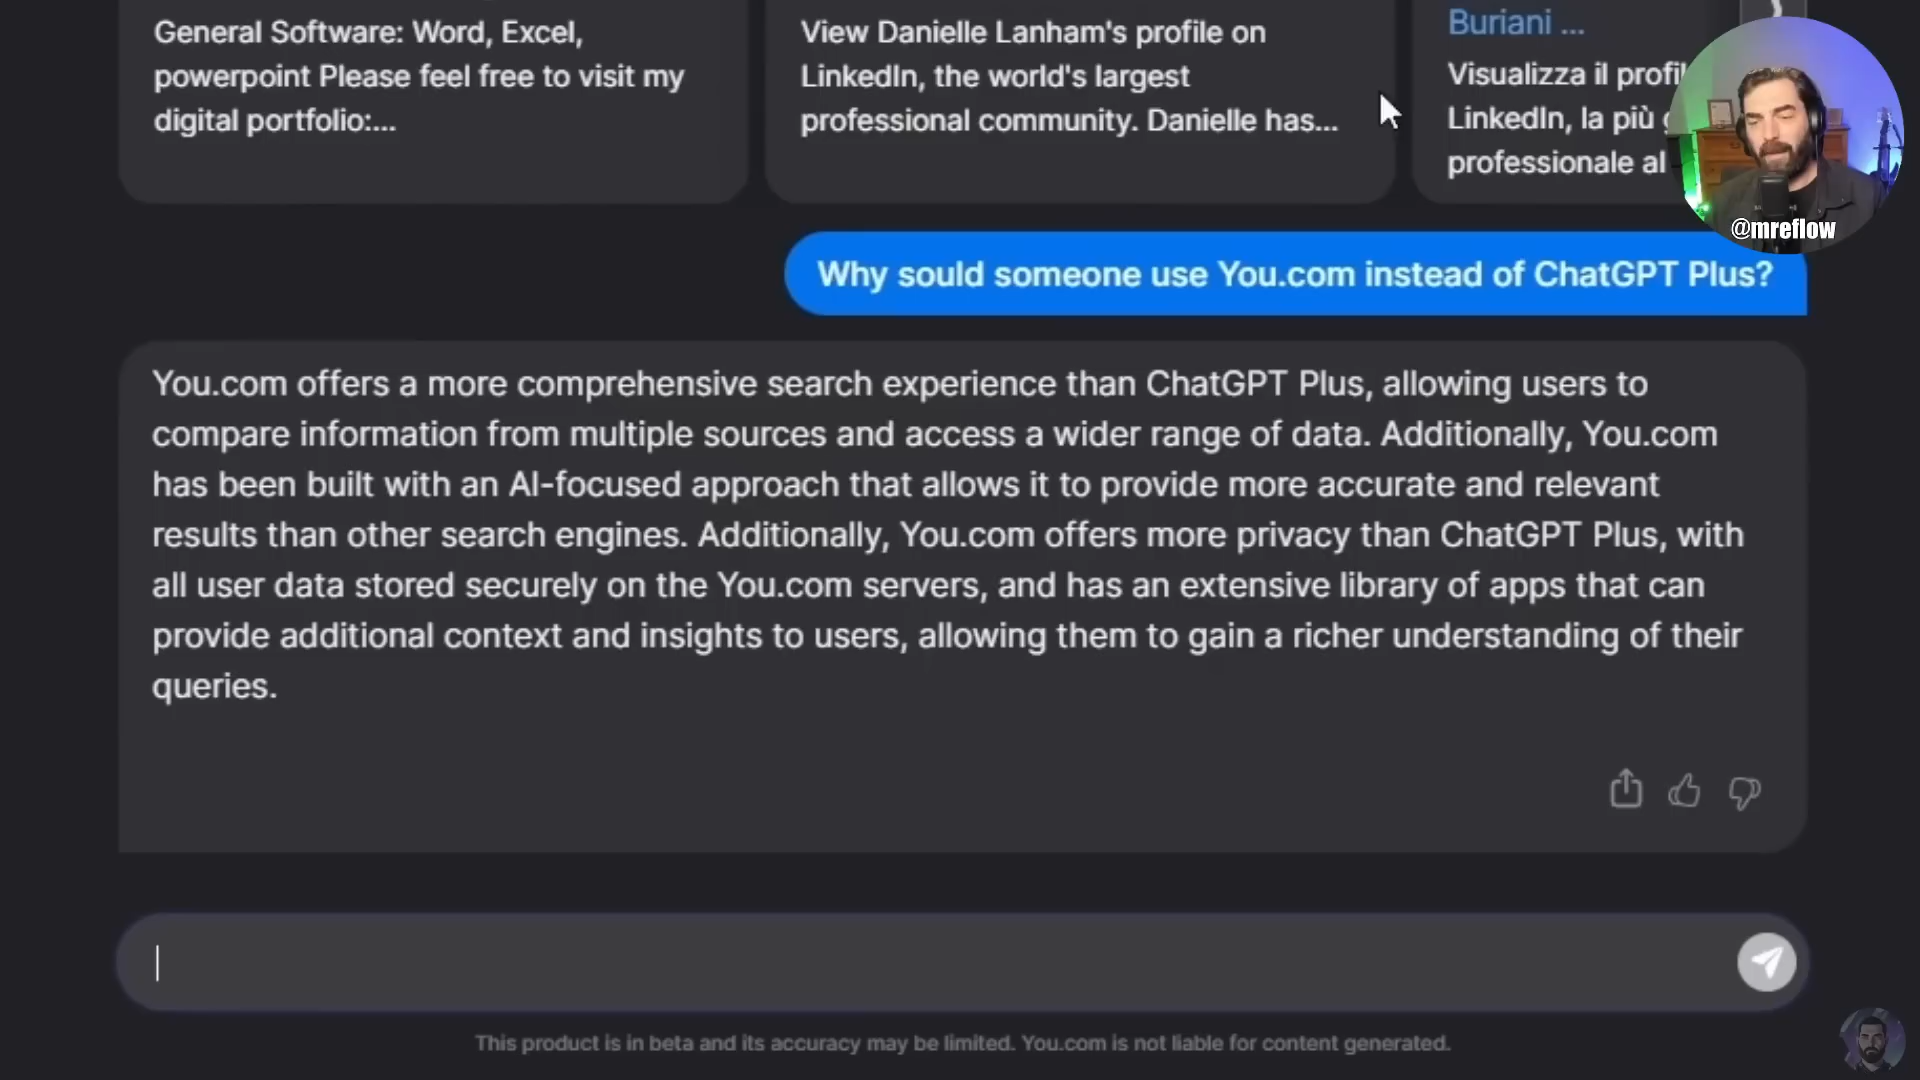 General Software: Word, Excel,
powerpoint Please feel free to visit my
digital portfolio:...
View Danielle Lanham's profile on
LinkedIn, the world's largest
professional community. Danielle has...
Buriani ...
Visualizza il profil
LinkedIn, la più
professionale al
@mreflow
Why sould someone use You.com instead of ChatGPT Plus?
You.com offers a more comprehensive search experience than ChatGPT Plus, allowing users to
compare information from multiple sources and access a wider range of data. Additionally, You.com
has been built with an AI-focused approach that allows it to provide more accurate and relevant
results than other search engines. Additionally, You.com offers more privacy than ChatGPT Plus, with
all user data stored securely on the You.com servers, and has an extensive library of apps that can
provide additional context and insights to users, allowing them to gain a richer understanding of their
queries.
This product is in beta and its accuracy may be limited. You.com is not liable for content generated.